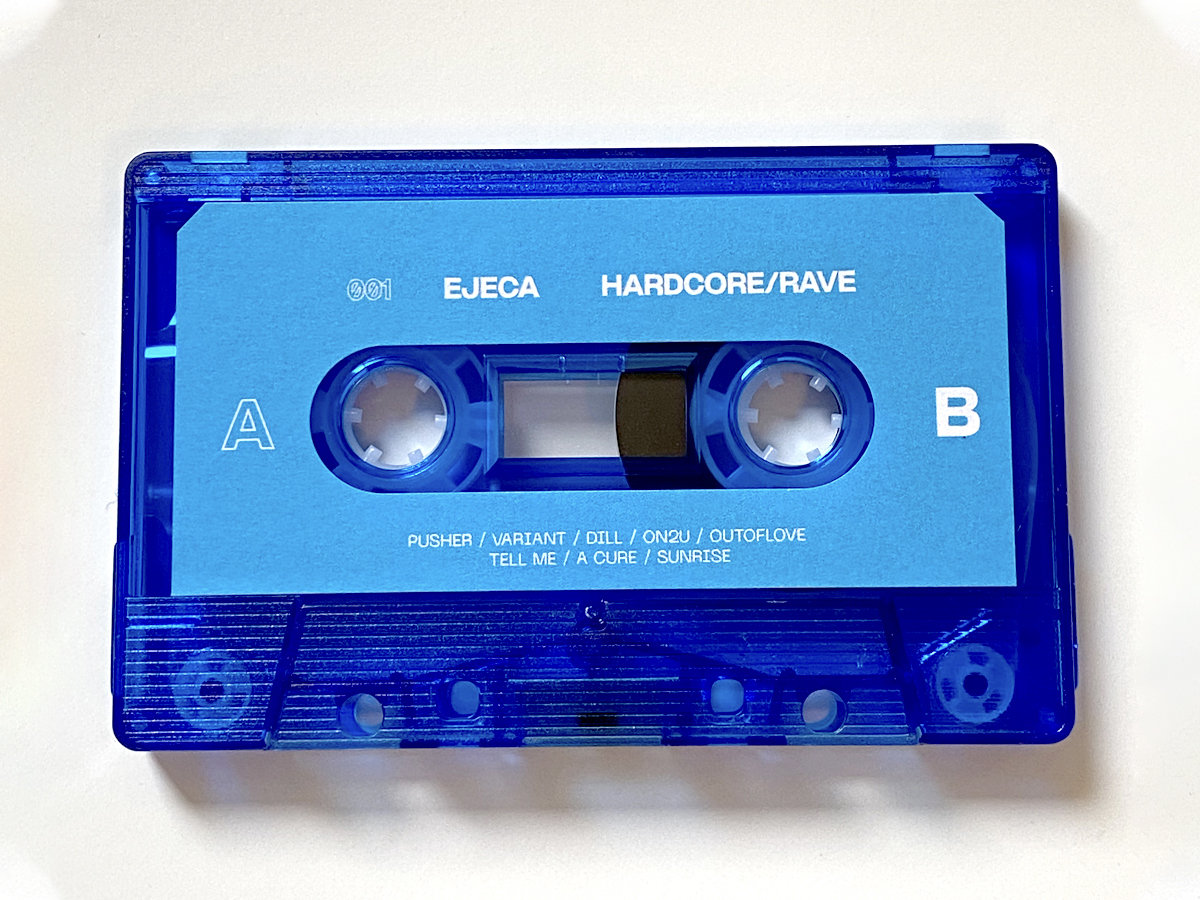 001 EJECA HARDCORE/RAVE
A B
PUSHER / VARIANT / DILL / ON2U / OUTOFLOVE
TELL ME / A CURE / SUNRISE